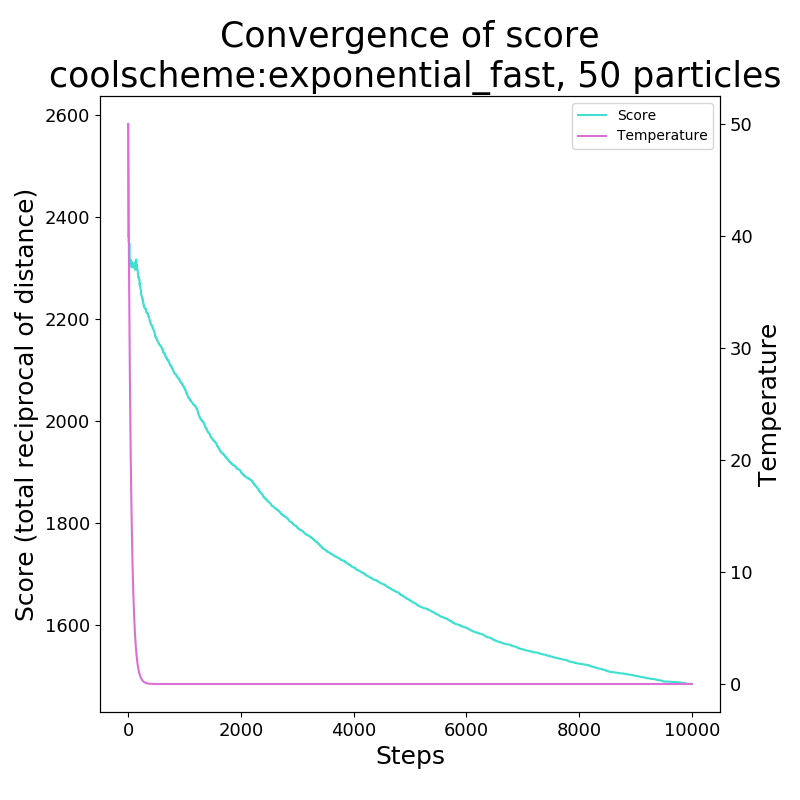 Convergence of score
coolscheme:exponential_fast, 50 particles
Score
Temperature
Score (total reciprocal of distance)
2600
2400
2200
2000
1800
1600
Temperature
50
40
30
20
10
0
0 2000 4000 6000 8000 10000
Steps